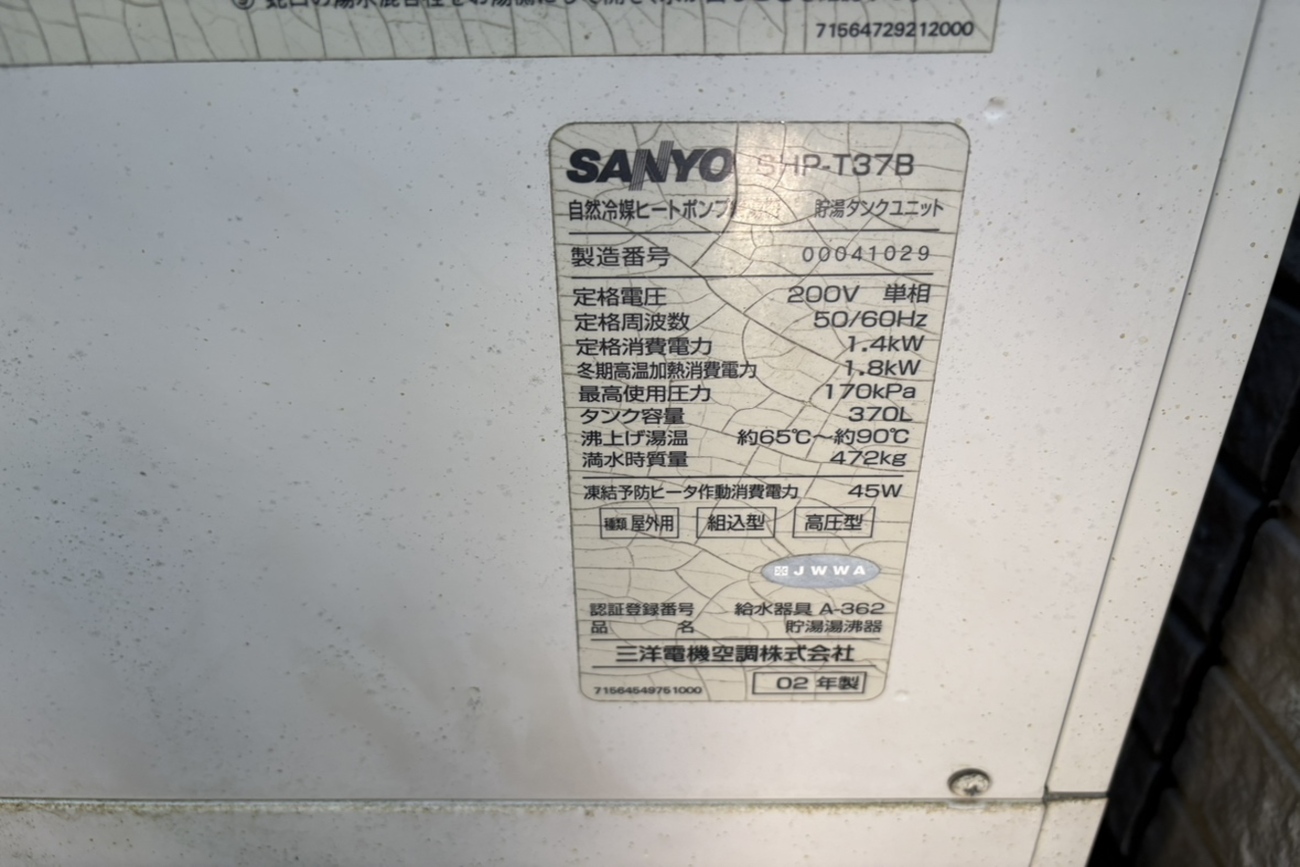 71564729212000
SANYO SHP-T37B
自然冷媒ヒートポンプ 貯湯タンクユニット
製造番号 00041029
定格電圧 200V 単相
定格周波数 50/60Hz
定格消費電力 1.4kW
冬期高温加熱消費電力 1.8kW
最高使用圧力 170kPa
タンク容量 370L
沸上げ湯温 約65℃～約90℃
満水時質量 472kg
凍結予防ヒータ作動消費電力 45W
種類 屋外用 組込型 高圧型
JWWA
認証登録番号 給水器具 A-362
品名 貯湯湯沸器
三洋電機空調株式会社
71564549761000 02 年製